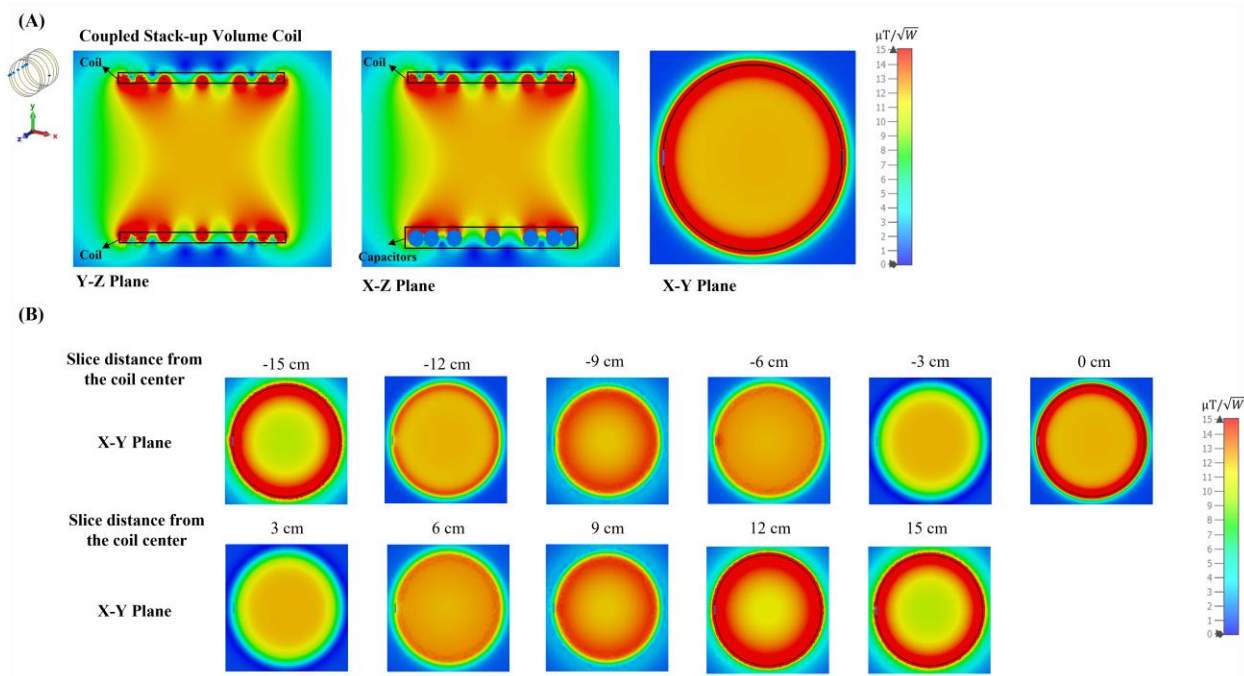 (A)
Coupled Stack-up Volume Coil
Coil
Coil
Y-Z Plane
Coil
Capacitors
X-Z Plane
X-Y Plane
µT/√W
15
14
13
12
11
10
9
8
7
6
5
4
3
2
1
0
y
z
x
(B)
Slice distance from
the coil center
-15 cm
-12 cm
-9 cm
-6 cm
-3 cm
0 cm
X-Y Plane
Slice distance from
the coil center
3 cm
6 cm
9 cm
12 cm
15 cm
X-Y Plane
µT/√W
15
14
13
12
11
10
9
8
7
6
5
4
3
2
1
0